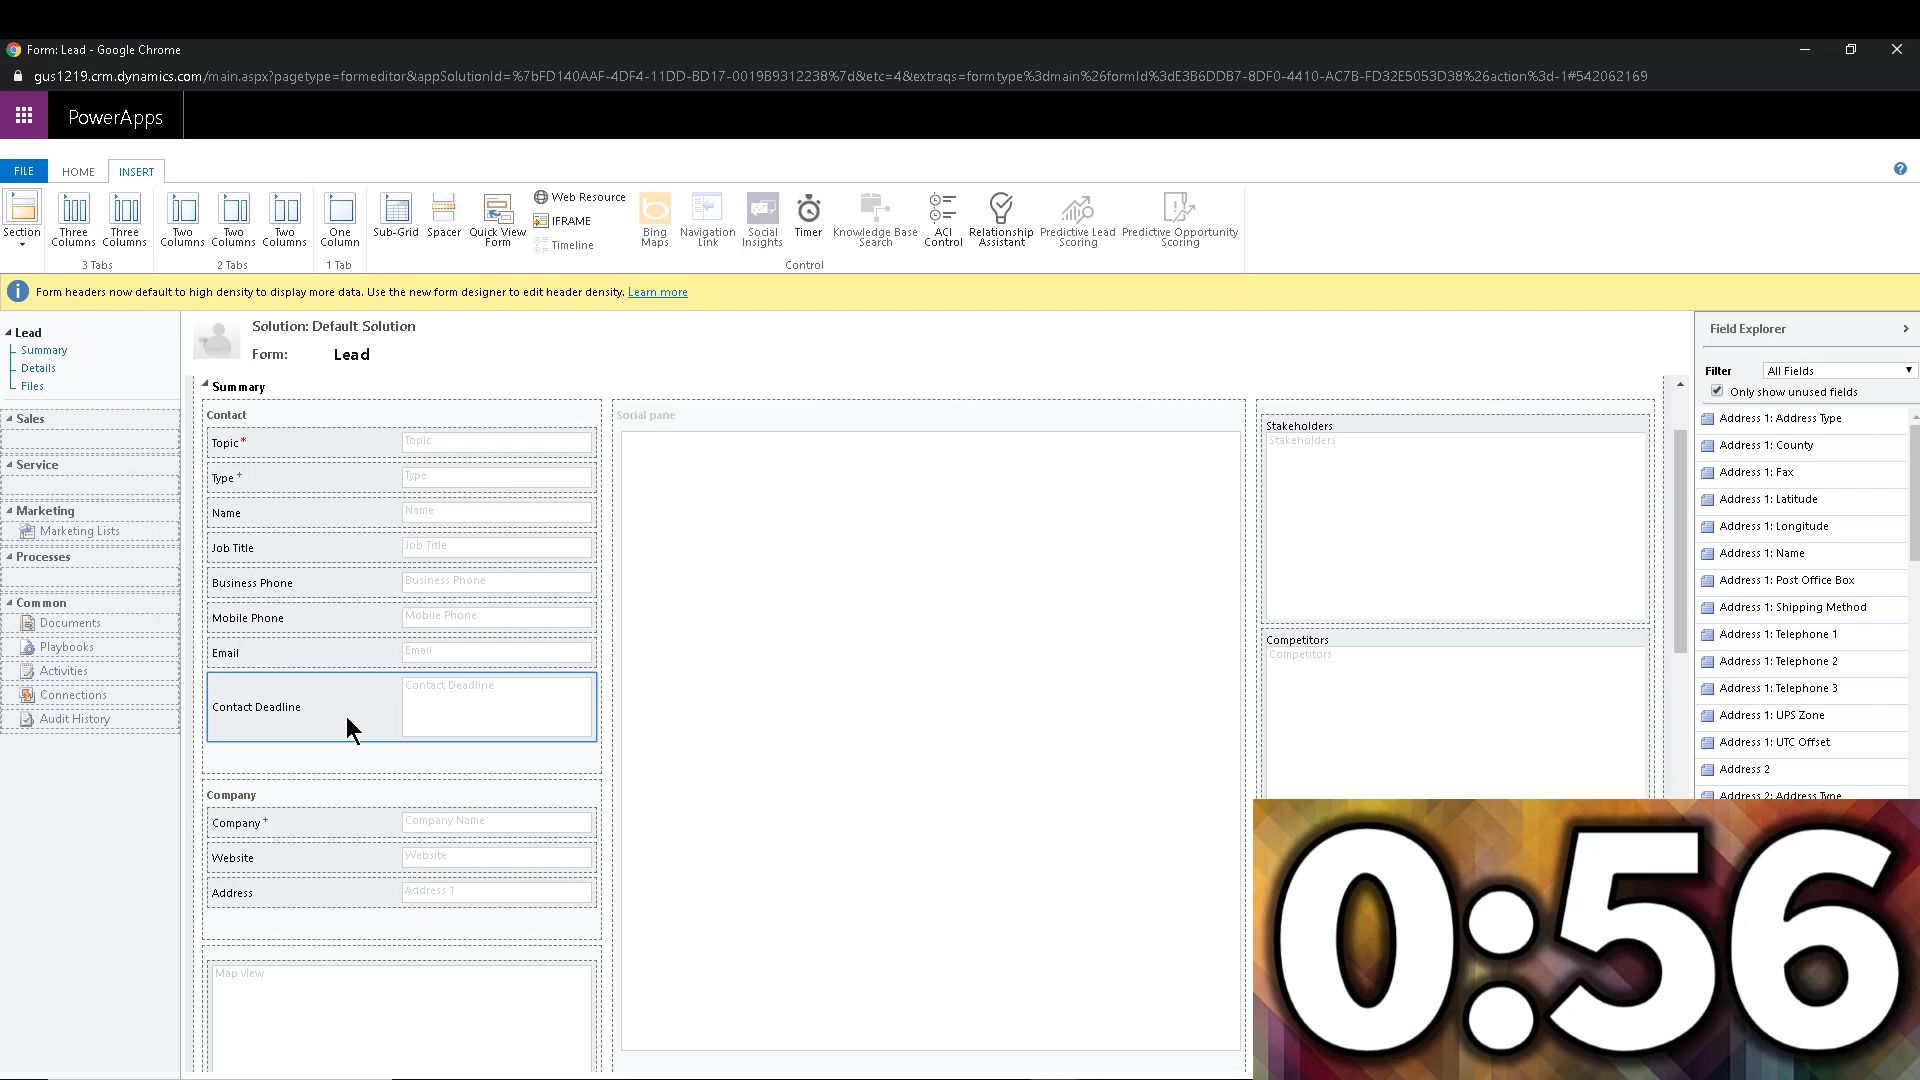 Form: Lead - Google Chrome
gus1219.crm.dynamics.com/main.aspx?pagetype=formeditor&appSolutionId=%7bFD140AAF-4DF4-11DD-BD17-0019B9312238%7d&etc=4&extraqs=formtype%3dmain%26formId%3dE3B6DDB7-8DF0-4410-AC7B-FD32E5053D38%26action%3d-1#542062169
PowerApps
FILE HOME INSERT
Section
Three Columns
Three Columns
3 Tabs
Two Columns
Two Columns
Two Columns
2 Tabs
One Column
1 Tab
Sub-Grid
Spacer
Quick View Form
Web Resource
IFRAME
Timeline
Bing Maps
Navigation Link
Social Insights
Timer
Knowledge Base Search
ACI Control
Relationship Assistant
Predictive Lead Scoring
Predictive Opportunity Scoring
Control
Form headers now default to high density to display more data. Use the new form designer to edit header density. Learn more
Lead
Summary
Details
Files
Sales
Service
Marketing
Marketing Lists
Processes
Common
Documents
Playbooks
Activities
Connections
Audit History
Solution: Default Solution
Form: Lead
Summary
Contact
Topic* Topic
Type+ Type
Name Name
Job Title Job Title
Business Phone Business Phone
Mobile Phone Mobile Phone
Email Email
Contact Deadline Contact Deadline
Company
Company+ Company Name
Website Website
Address Address 1
Map view
Social pane
Stakeholders
Stakeholders
Competitors
Competitors
Field Explorer
Filter All Fields
Only show unused fields
Address 1: Address Type
Address 1: County
Address 1: Fax
Address 1: Latitude
Address 1: Longitude
Address 1: Name
Address 1: Post Office Box
Address 1: Shipping Method
Address 1: Telephone 1
Address 1: Telephone 2
Address 1: Telephone 3
Address 1: UPS Zone
Address 1: UTC Offset
Address 2
Address 2: Address Type
0:56